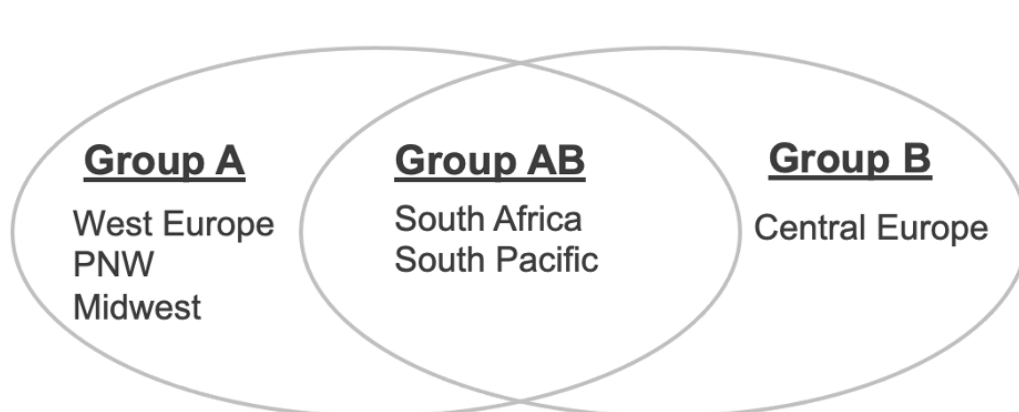 Group A
West Europe
PNW
Midwest
Group AB
South Africa
South Pacific
Group B
Central Europe